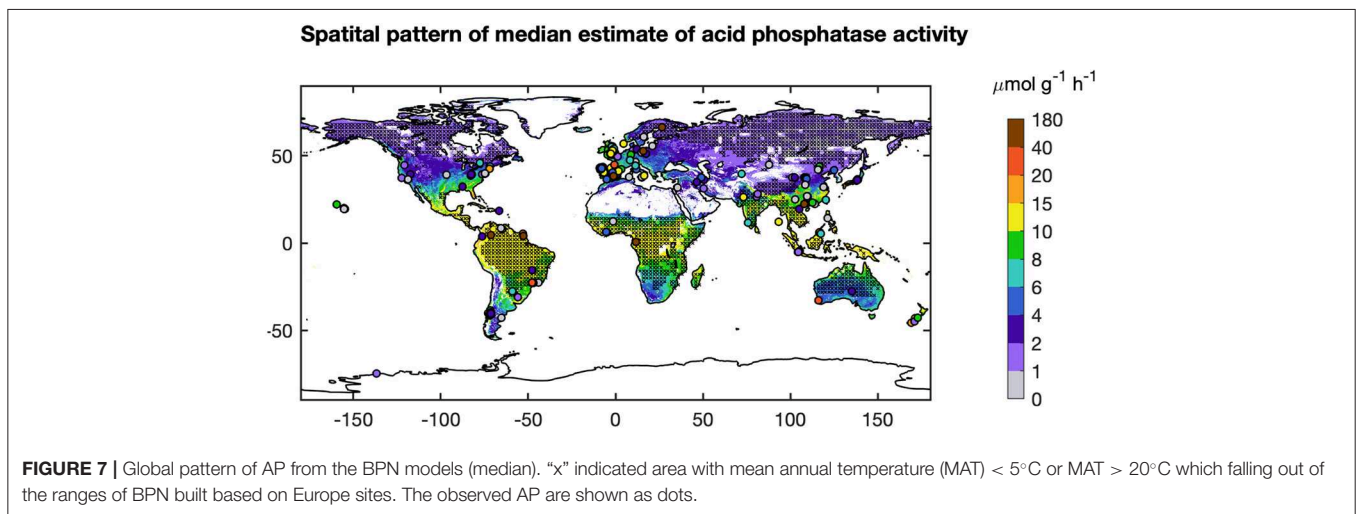 Spatital pattern of median estimate of acid phosphatase activity
μmol g⁻¹ h⁻¹
180
40
20
15
10
8
6
4
2
1
0
50
0
-50
-150 -100 -50 0 50 100 150
FIGURE 7 | Global pattern of AP from the BPN models (median). “x” indicated area with mean annual temperature (MAT) < 5°C or MAT > 20°C which falling out of
the ranges of BPN built based on Europe sites. The observed AP are shown as dots.